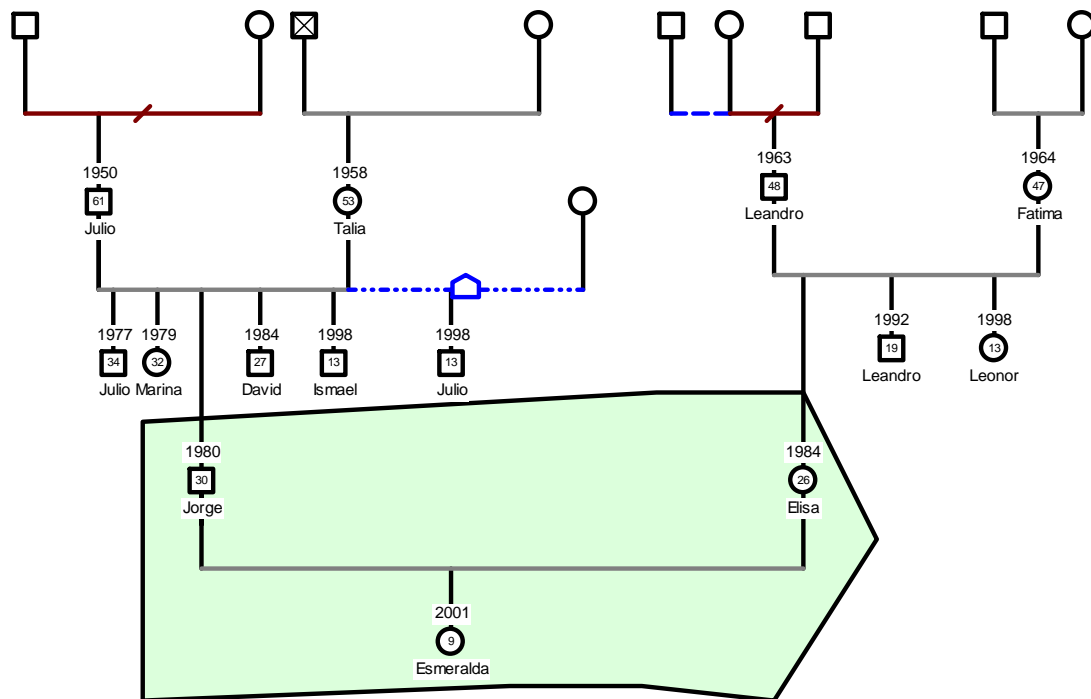 1950
61
Julio
1958
53
Talia
1963
48
Leandro
1964
47
Fatima
1977
34
Julio
1979
32
Marina
1984
27
David
1998
13
Ismael
1998
13
Julio
1992
19
Leandro
1998
13
Leonor
1980
30
Jorge
1984
26
Elisa
2001
9
Esmeralda